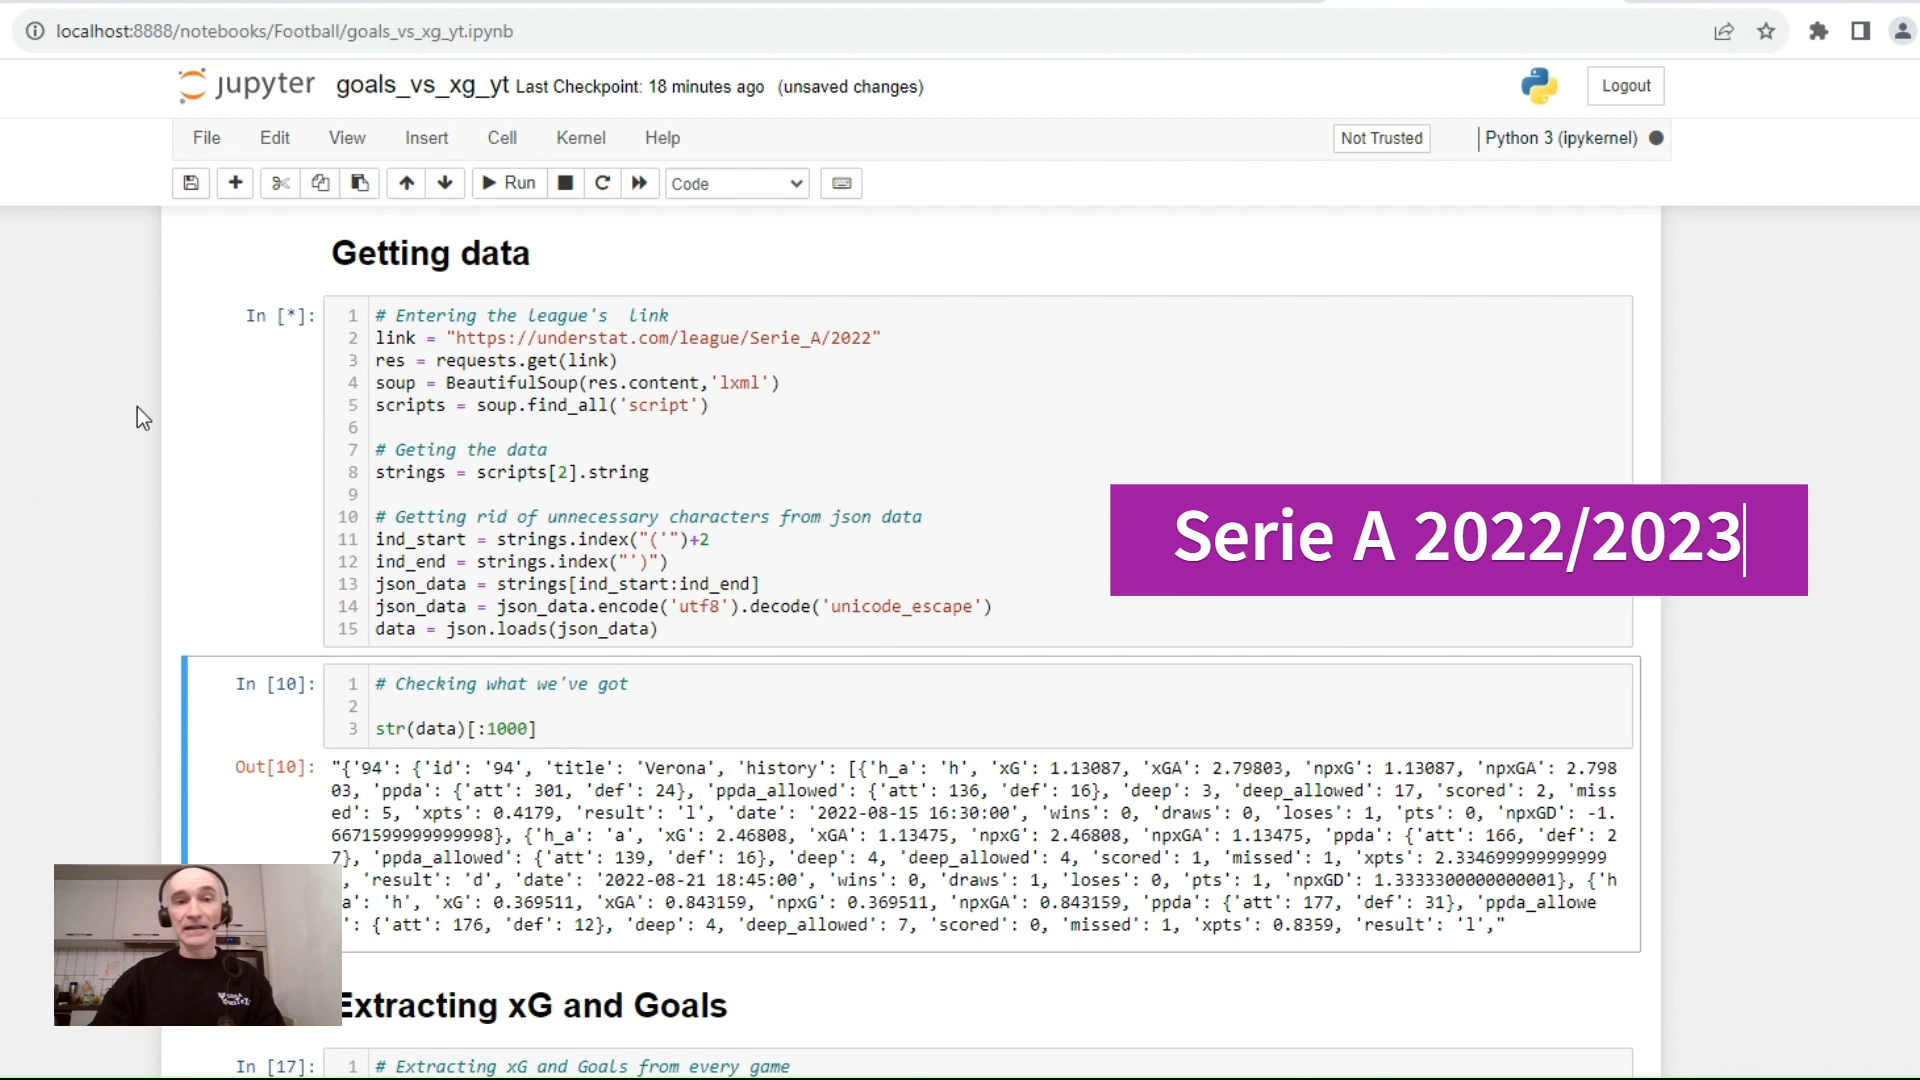 localhost:8888/notebooks/Football/goals_vs_xg_yt.ipynb
jupyter goals_vs_xg_yt Last Checkpoint: 18 minutes ago (unsaved changes) Logout
File Edit View Insert Cell Kernel Help Not Trusted Python 3 (ipykernel)
Run Code
Getting data
In [*]:
1 # Entering the league's  link
2 link = "https://understat.com/league/Serie_A/2022"
3 res = requests.get(link)
4 soup = BeautifulSoup(res.content,'lxml')
5 scripts = soup.find_all('script')
6
7 # Geting the data
8 strings = scripts[2].string
9
10 # Getting rid of unnecessary characters from json data
11 ind_start = strings.index("('")+2
12 ind_end = strings.index("')")
13 json_data = strings[ind_start:ind_end]
14 json_data = json_data.encode('utf8').decode('unicode_escape')
15 data = json.loads(json_data)
Serie A 2022/2023
In [10]:
1 # Checking what we've got
2
3 str(data)[:1000]
Out[10]:
"{'94': {'id': '94', 'title': 'Verona', 'history': [{'h_a': 'h', 'xG': 1.13087, 'xGA': 2.79803, 'npxG': 1.13087, 'npxGA': 2.798
03, 'ppda': {'att': 301, 'def': 24}, 'ppda_allowed': {'att': 136, 'def': 16}, 'deep': 3, 'deep_allowed': 17, 'scored': 2, 'miss
ed': 5, 'xpts': 0.4179, 'result': 'l', 'date': '2022-08-15 16:30:00', 'wins': 0, 'draws': 0, 'loses': 1, 'pts': 0, 'npxGD': -1.
6671599999999998}, {'h_a': 'a', 'xG': 2.46808, 'xGA': 1.13475, 'npxG': 2.46808, 'npxGA': 1.13475, 'ppda': {'att': 166, 'def': 2
7}, 'ppda_allowed': {'att': 139, 'def': 16}, 'deep': 4, 'deep_allowed': 4, 'scored': 1, 'missed': 1, 'xpts': 2.334699999999999
, 'result': 'd', 'date': '2022-08-21 18:45:00', 'wins': 0, 'draws': 1, 'loses': 0, 'pts': 1, 'npxGD': 1.3333300000000001}, {'h
a': 'h', 'xG': 0.369511, 'xGA': 0.843159, 'npxG': 0.369511, 'npxGA': 0.843159, 'ppda': {'att': 177, 'def': 31}, 'ppda_allowe
': {'att': 176, 'def': 12}, 'deep': 4, 'deep_allowed': 7, 'scored': 0, 'missed': 1, 'xpts': 0.8359, 'result': 'l',"
Extracting xG and Goals
In [17]:
1 # Extracting xG and Goals from every game